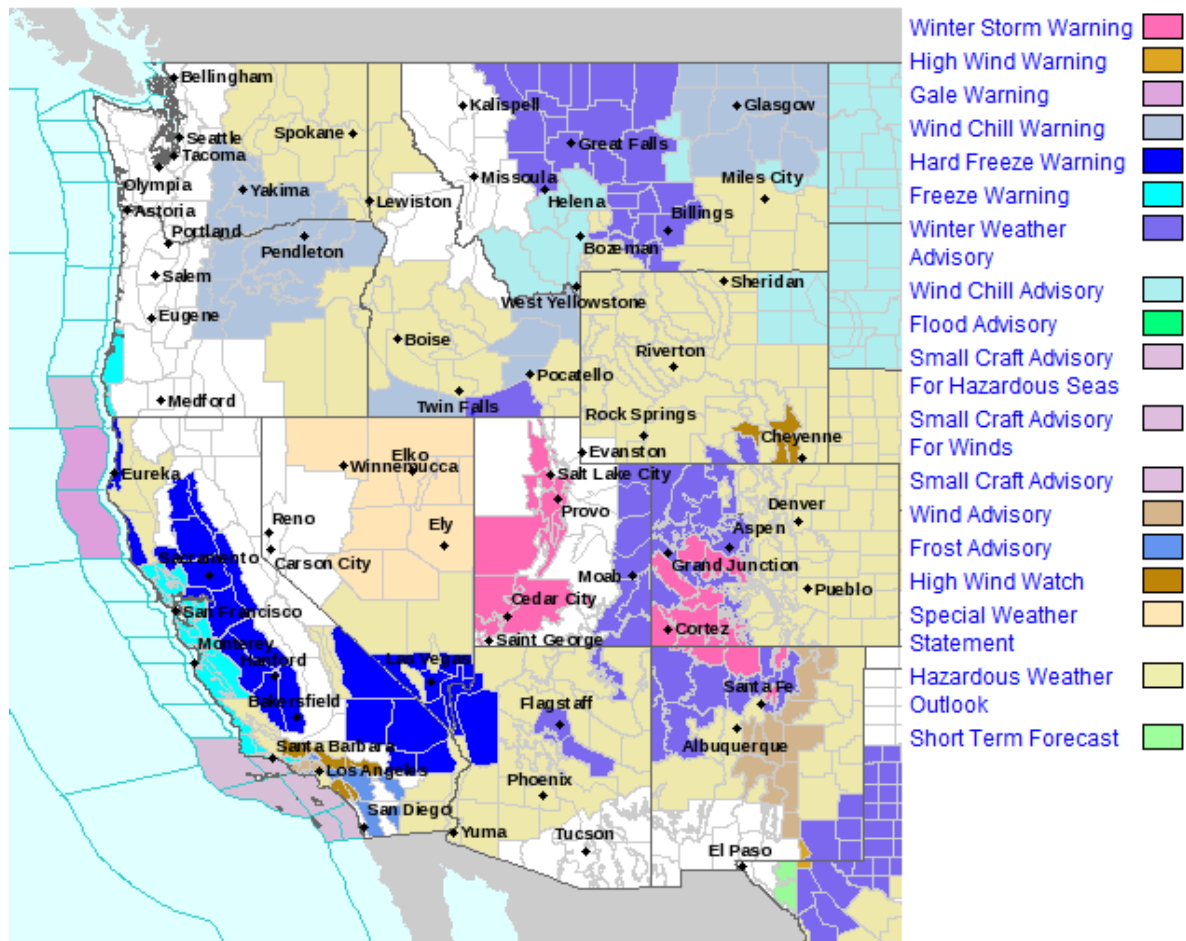 Bellingham
Kalispell
Glasgow
Seattle
Spokane
Great Falls
Tacoma
Olympia
Yakima
Missoula
Miles City
Lewiston
Helena
Astoria
Billings
Portland
Pendleton
Bozeman
Salem
Sheridan
West Yellowstone
Eugene
Boise
Riverton
Pocatello
Medford
Twin Falls
Rock Springs
Cheyenne
Elko
Evanston
Eureka
Winnemucca
Salt Lake City
Provo
Denver
Reno
Ely
Aspen
Sacramento
Carson City
Grand Junction
Moab
Pueblo
Cedar City
San Francisco
Cortez
Saint George
Monterey
Hanford
Las Vegas
Santa Fe
Bakersfield
Flagstaff
Albuquerque
Santa Barbara
Los Angeles
Phoenix
San Diego
Yuma
Tucson
El Paso
Winter Storm Warning
High Wind Warning
Gale Warning
Wind Chill Warning
Hard Freeze Warning
Freeze Warning
Winter Weather
Advisory
Wind Chill Advisory
Flood Advisory
Small Craft Advisory
For Hazardous Seas
Small Craft Advisory
For Winds
Small Craft Advisory
Wind Advisory
Frost Advisory
High Wind Watch
Special Weather
Statement
Hazardous Weather
Outlook
Short Term Forecast